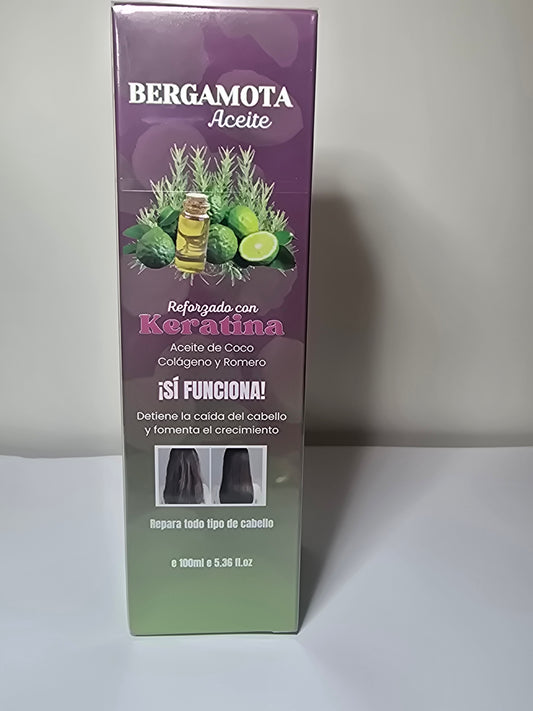 BERGAMOTA
Aceite
Reforzado con
Keratina
Aceite de Coco
Colágeno y Romero
¡SÍ FUNCIONA!
Detiene la caída del cabello
y fomenta el crecimiento
Repara todo tipo de cabello
e 100ml e 5.36 fl.oz